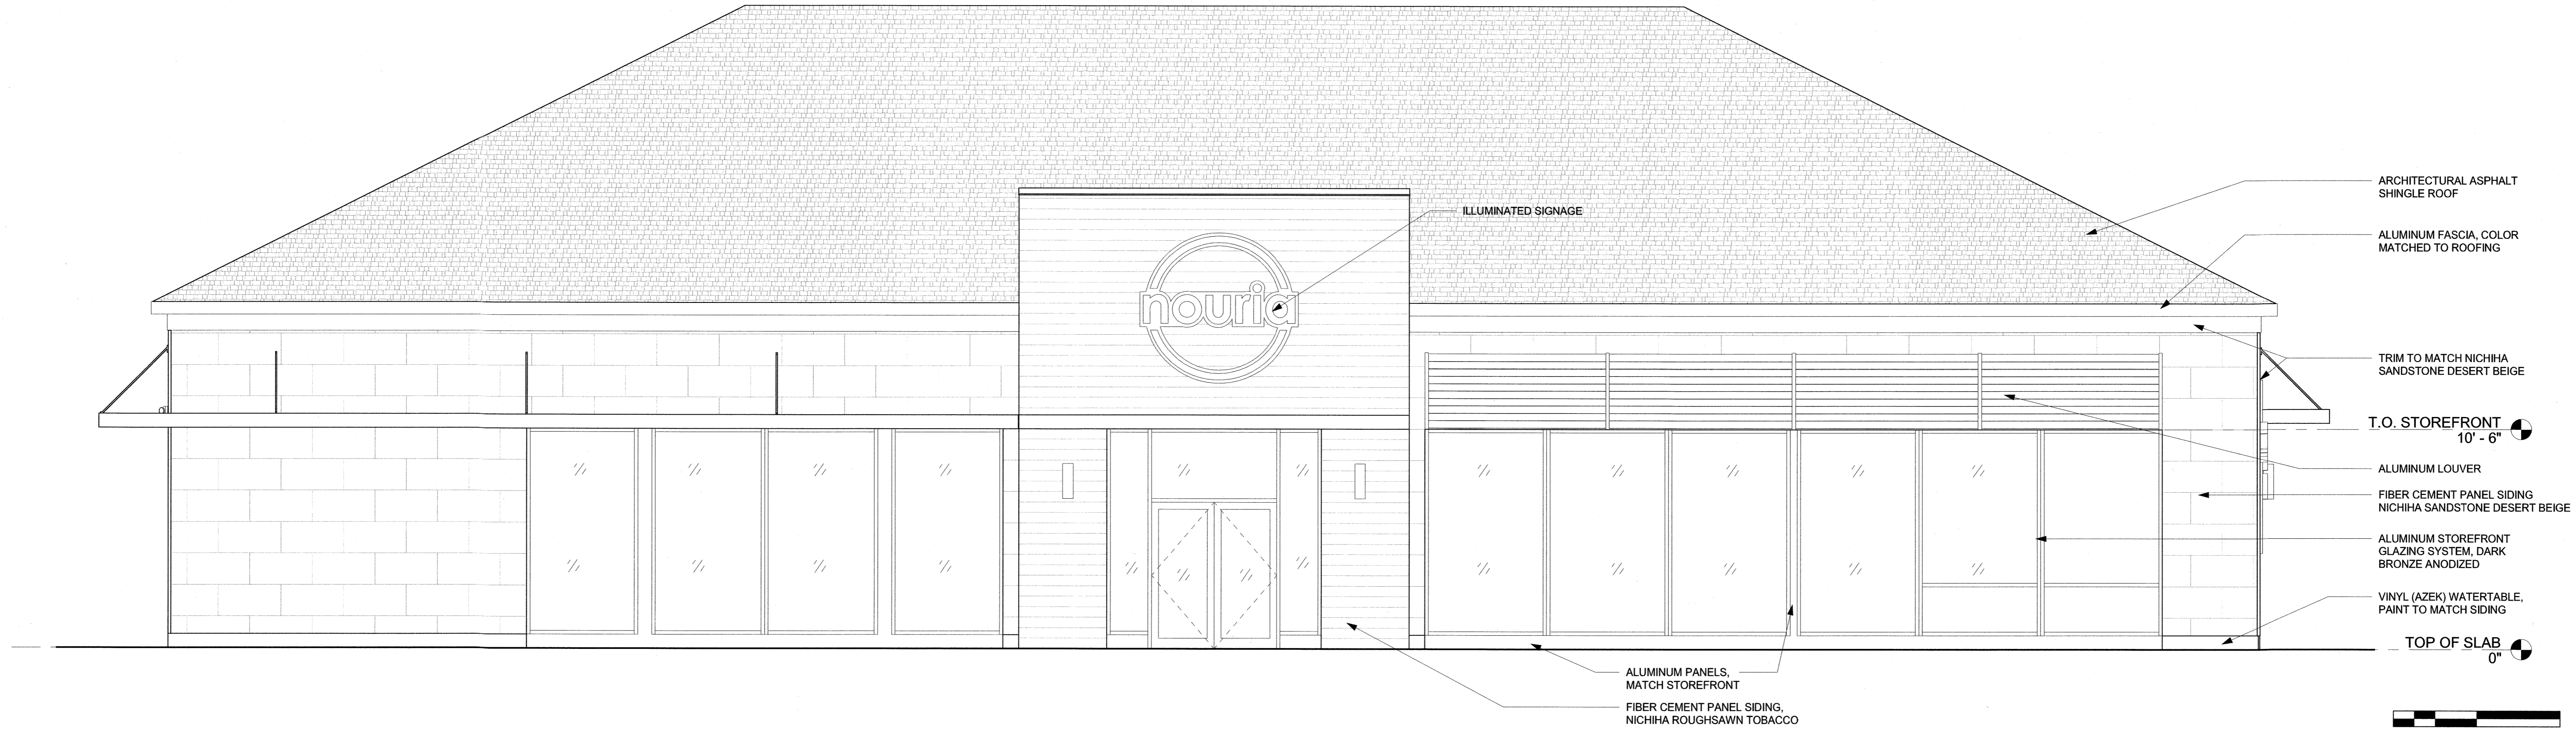 ARCHITECTURAL ASPHALT
SHINGLE ROOF
ILLUMINATED SIGNAGE
ALUMINUM FASCIA, COLOR
MATCHED TO ROOFING
nouria
TRIM TO MATCH NICHIHA
SANDSTONE DESERT BEIGE
T.O. STOREFRONT
10' - 6"
ALUMINUM LOUVER
FIBER CEMENT PANEL SIDING
NICHIHA SANDSTONE DESERT BEIGE
ALUMINUM STOREFRONT
GLAZING SYSTEM, DARK
BRONZE ANODIZED
VINYL (AZEK) WATERTABLE,
PAINT TO MATCH SIDING
TOP OF SLAB
0"
ALUMINUM PANELS,
MATCH STOREFRONT
FIBER CEMENT PANEL SIDING,
NICHIHA ROUGHSAWN TOBACCO